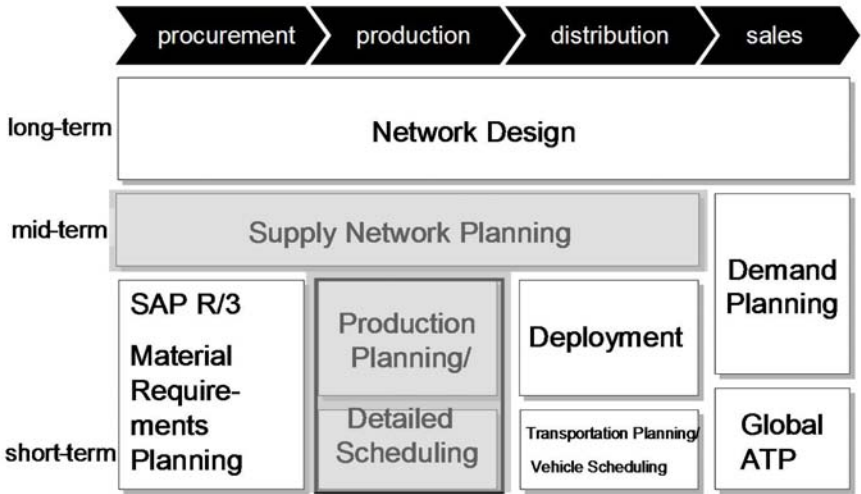 procurement
production
distribution
sales
long-term
Network Design
mid-term
Supply Network Planning
Demand
Planning
SAP R/3
Material
Require-
ments
Planning
Production
Planning/
Detailed
Scheduling
Deployment
Transportation Planning/
Vehicle Scheduling
Global
ATP
short-term